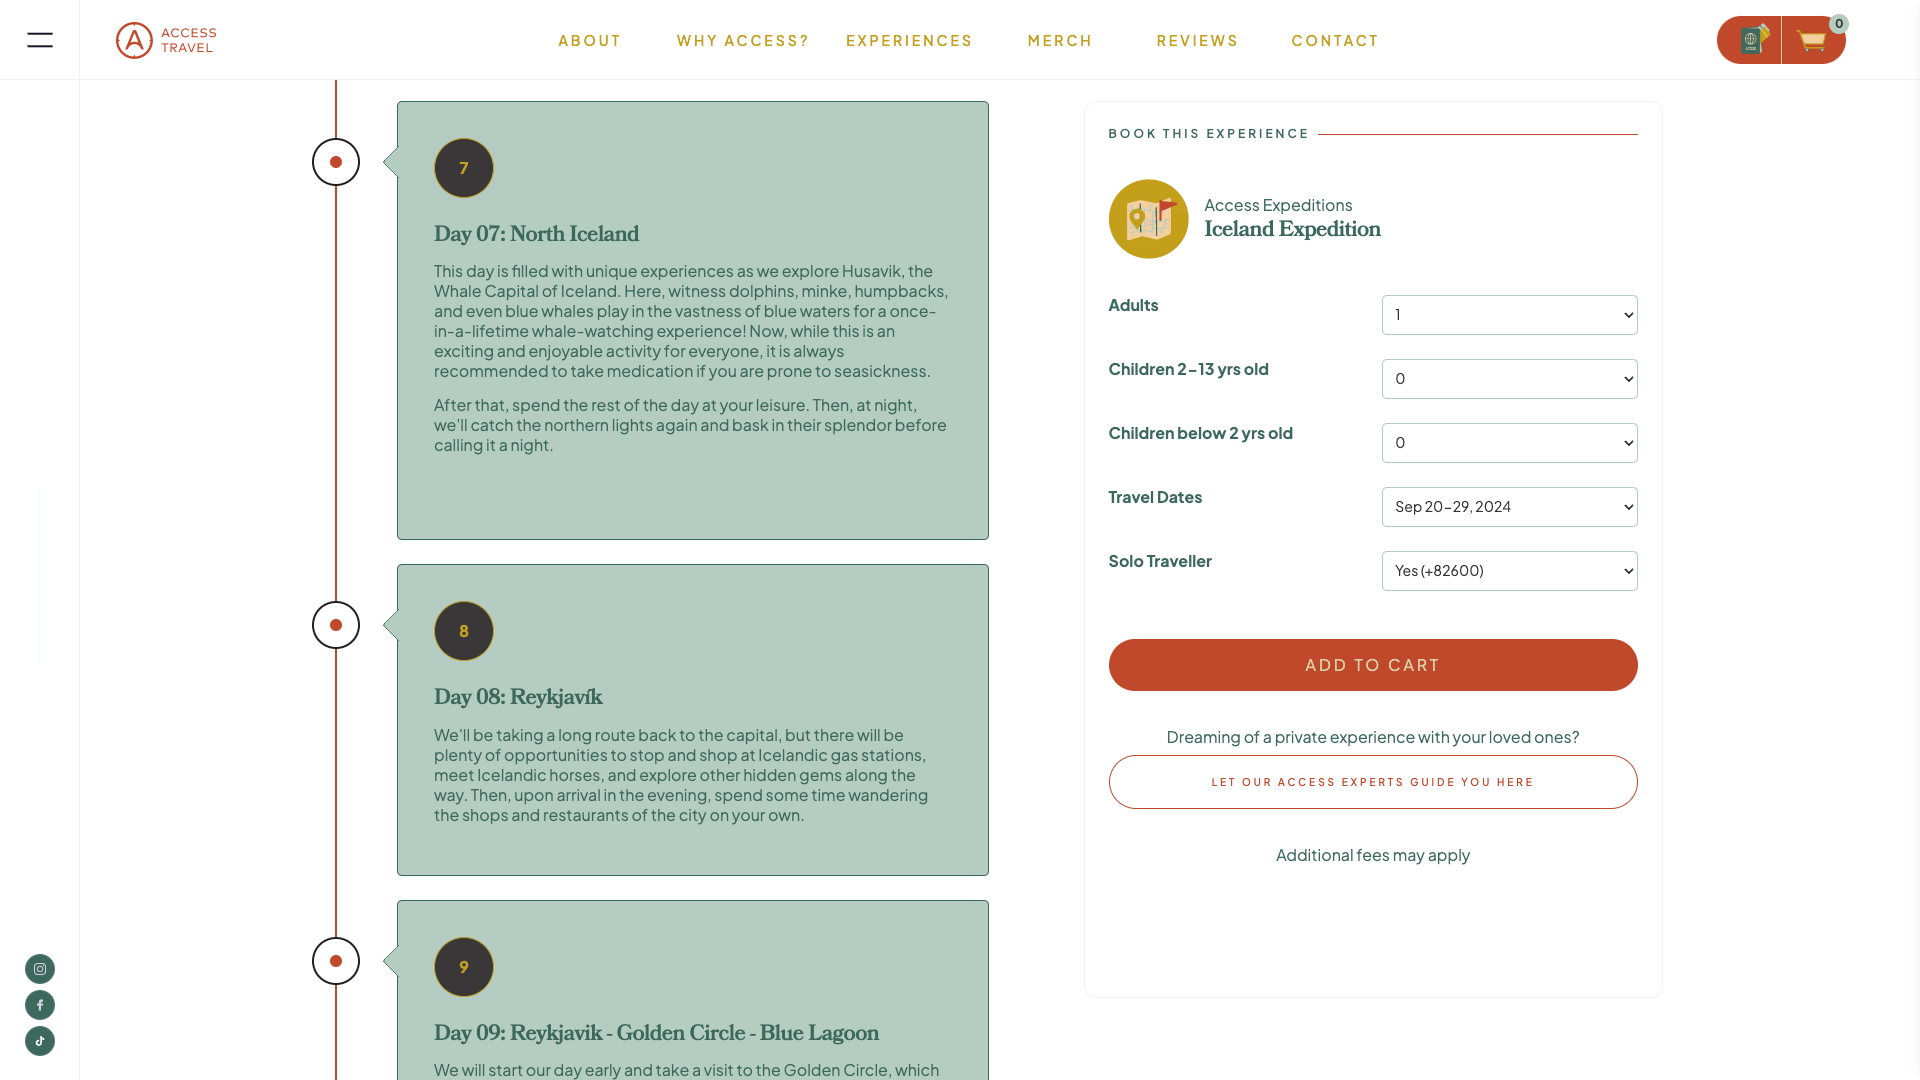 ACCESS
TRAVEL
ABOUT
WHY ACCESS?
EXPERIENCES
MERCH
REVIEWS
CONTACT
0
7
Day 07: North Iceland
This day is filled with unique experiences as we explore Husavik, the
Whale Capital of Iceland. Here, witness dolphins, minke, humpbacks,
and even blue whales play in the vastness of blue waters for a once-
in-a-lifetime whale-watching experience! Now, while this is an
exciting and enjoyable activity for everyone, it is always
recommended to take medication if you are prone to seasickness.
After that, spend the rest of the day at your leisure. Then, at night,
we'll catch the northern lights again and bask in their splendor before
calling it a night.
8
Day 08: Reykjavík
We'll be taking a long route back to the capital, but there will be
plenty of opportunities to stop and shop at Icelandic gas stations,
meet Icelandic horses, and explore other hidden gems along the
way. Then, upon arrival in the evening, spend some time wandering
the shops and restaurants of the city on your own.
9
Day 09: Reykjavik - Golden Circle - Blue Lagoon
We will start our day early and take a visit to the Golden Circle, which
BOOK THIS EXPERIENCE
Access Expeditions
Iceland Expedition
Adults
1
Children 2-13 yrs old
0
Children below 2 yrs old
0
Travel Dates
Sep 20-29, 2024
Solo Traveller
Yes (+82600)
ADD TO CART
Dreaming of a private experience with your loved ones?
LET OUR ACCESS EXPERTS GUIDE YOU HERE
Additional fees may apply